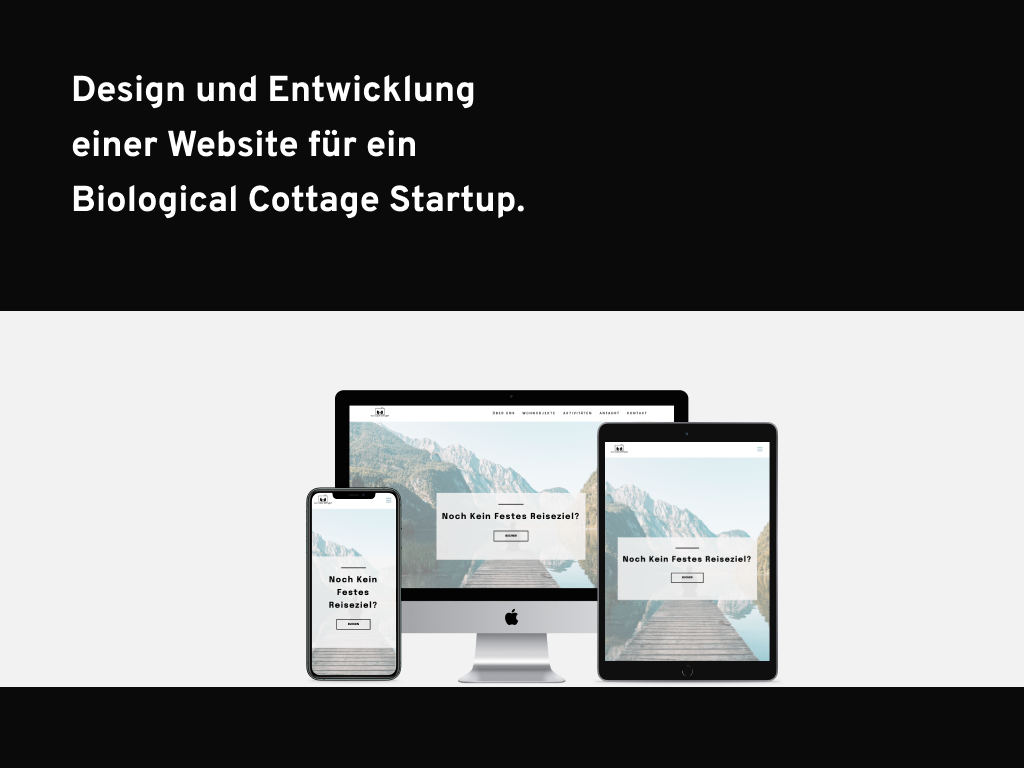 Design und Entwicklung
einer Website für ein
Biological Cottage Startup.
ÜBER UNS WOHNOBJEKTE AKTIVITÄTEN ANFAHRT KONTAKT
Noch Kein Festes Reiseziel?
BUCHEN
Noch Kein Festes Reiseziel?
BUCHEN
Noch Kein
Festes
Reiseziel?
BUCHEN